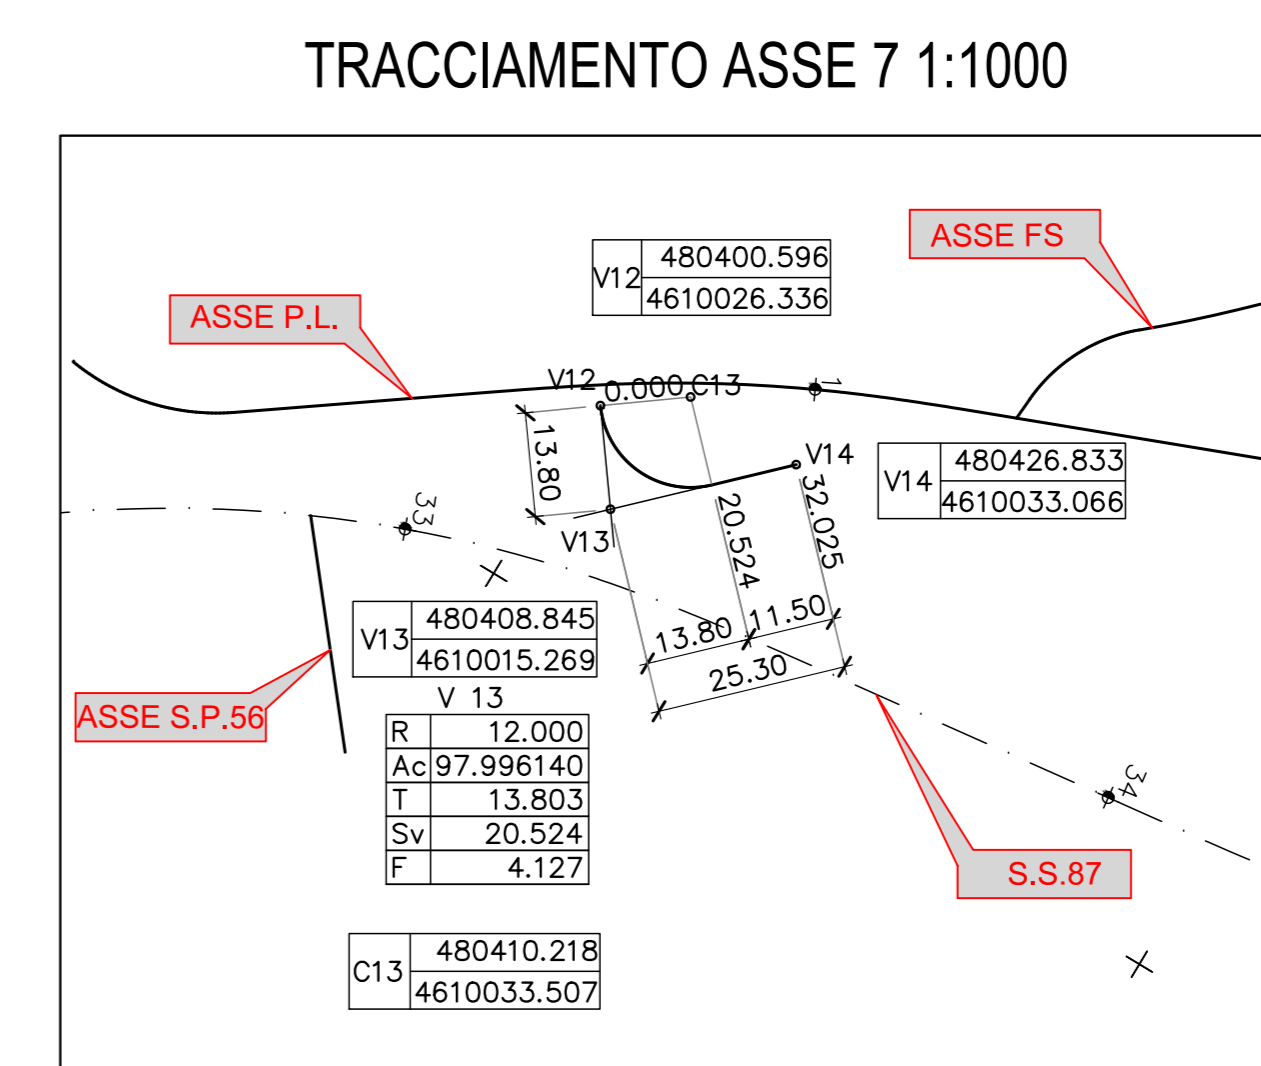 TRACCIAMENTO ASSE 7 1:1000
ASSE FS
V12 480400.596
4610026.336
ASSE P.L.
V12 0.000 C13
1
13.80
V14
V14 480426.833
4610033.066
33
V13
20.524
32.025
V13 480408.845
4610015.269
13.80 11.50
25.30
ASSE S.P.56
V 13
R 12.000
Ac 97.996140
T 13.803
Sv 20.524
F 4.127
34
S.S.87
C13 480410.218
4610033.507